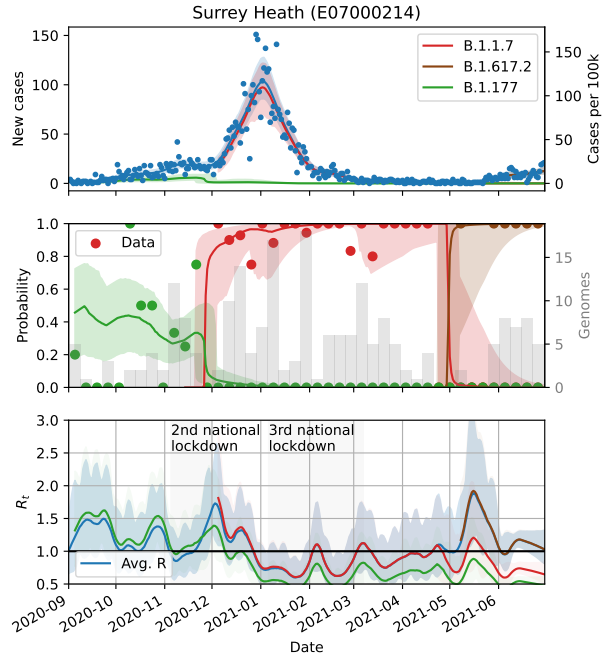 Surrey Heath (E07000214)
New cases
150
100
50
0
B.1.1.7
B.1.617.2
B.1.177
150
100
50
0
Cases per 100k
Probability
1.0
0.8
0.6
0.4
0.2
0.0
Data
15
10
5
0
Genomes
R_t
3.0
2.5
2.0
1.5
1.0
0.5
2nd national
lockdown
3rd national
lockdown
Avg. R
2020-09
2020-10
2020-11
2020-12
2021-01
2021-02
2021-03
2021-04
2021-05
2021-06
Date